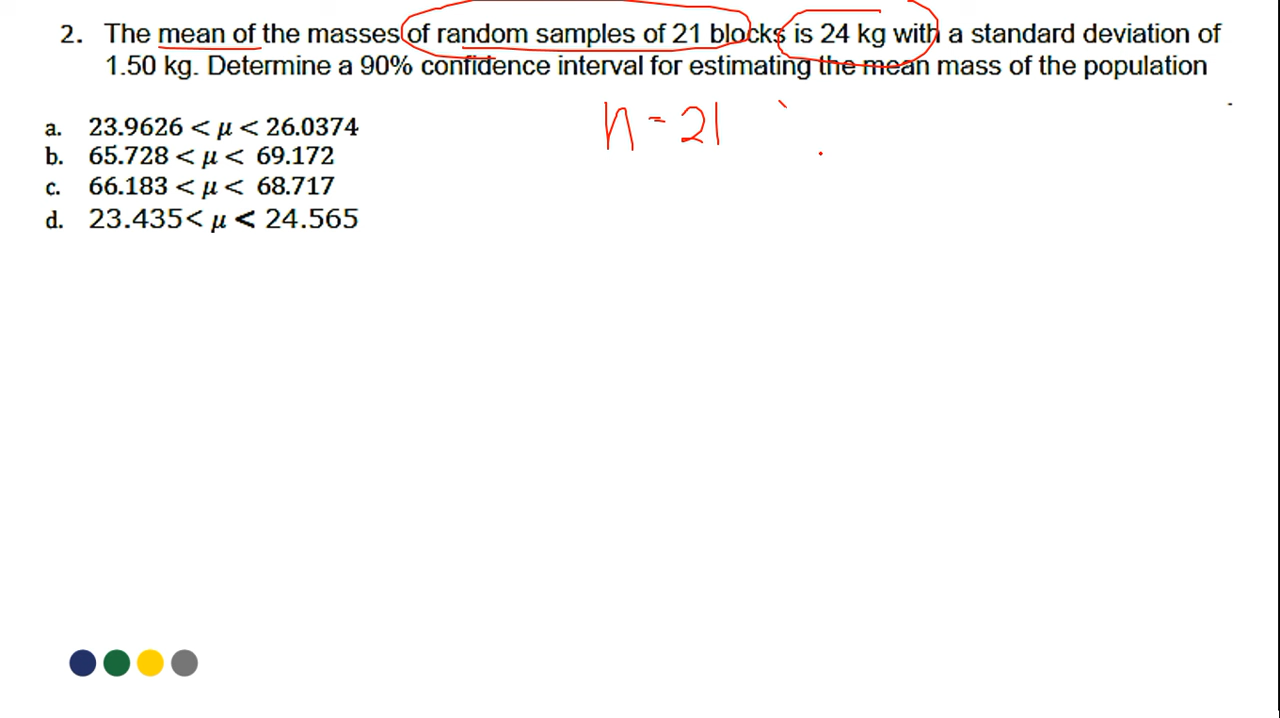 2. The mean of the masses of random samples of 21 blocks is 24 kg with a standard deviation of
1.50 kg. Determine a 90% confidence interval for estimating the mean mass of the population
n = 21
a. 23.9626 < μ < 26.0374
b. 65.728 < μ < 69.172
c. 66.183 < μ < 68.717
d. 23.435< μ < 24.565